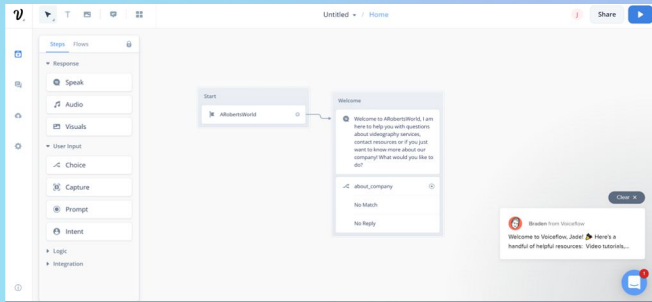 Untitled / Home
J
Share
Steps Flows
Response
Speak
Audio
Visuals
User Input
Choice
Capture
Prompt
Intent
Logic
Integration
Start
ARobertsWorld
Welcome
Welcome to ARobertsWorld, I am
here to help you with questions
about videography services,
contact resources or if you just
want to know more about our
company! What would you like to
do?
about_company
No Match
No Reply
Clear ×
Braden from Voiceflow
Welcome to Voiceflow, Jade! 🎉 Here's a
handful of helpful resources: Video tutorials,...
1